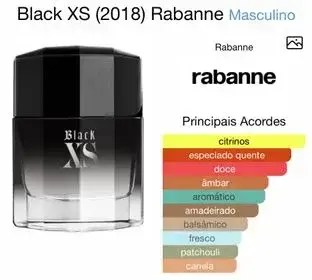 Black XS (2018) Rabanne Masculino
Rabanne
rabanne
Principais Acordes
Black
XS
citrinos
especiado quente
doce
âmbar
aromático
amadeirado
balsâmico
fresco
patchouli
canela